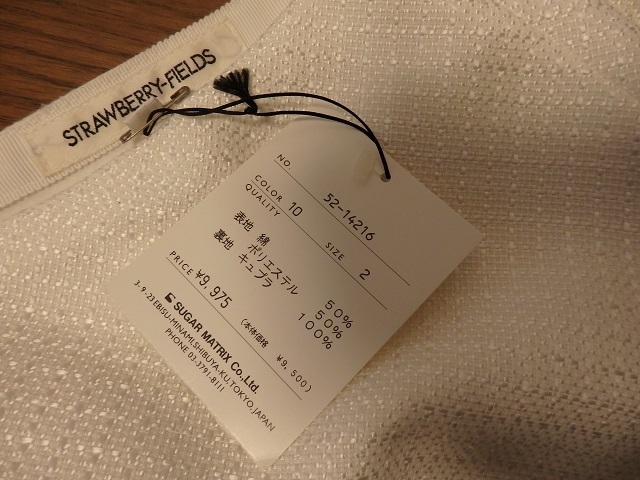 STRAWBERRY-FIELDS
NO. 52-14216
COLOR 10 SIZE 2
QUALITY
表地 綿 50%
ポリエステル 50%
裏地 キュプラ 100%
PRICE ¥9,975 (本体価格 ¥9,500)
SUGAR MATRIX Co.,Ltd.
3-9-23 EBISU-MINAMI,SHIBUYA-KU,TOKYO,JAPAN
PHONE 03-3791-8111